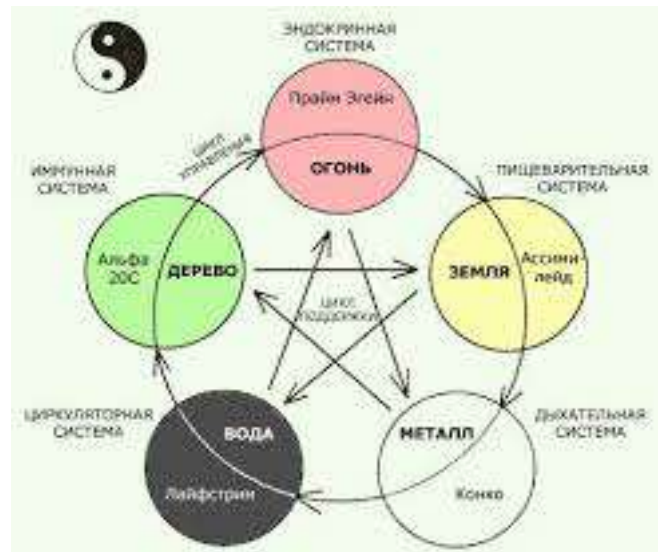 ЭНДОКРИННАЯ
СИСТЕМА
Прайм Эгейн
ОГОНЬ
ЦИКЛ
УПРАВЛЕНИЯ
ИММУННАЯ
СИСТЕМА
Альфа
20С
ДЕРЕВО
ПИЩЕВАРИТЕЛЬНАЯ
СИСТЕМА
ЗЕМЛЯ
Ассими-
лейд
ЦИКЛ
ПОДДЕРЖКИ
ЦИРКУЛЯТОРНАЯ
СИСТЕМА
ВОДА
Лайфстрим
МЕТАЛЛ
Конко
ДЫХАТЕЛЬНАЯ
СИСТЕМА